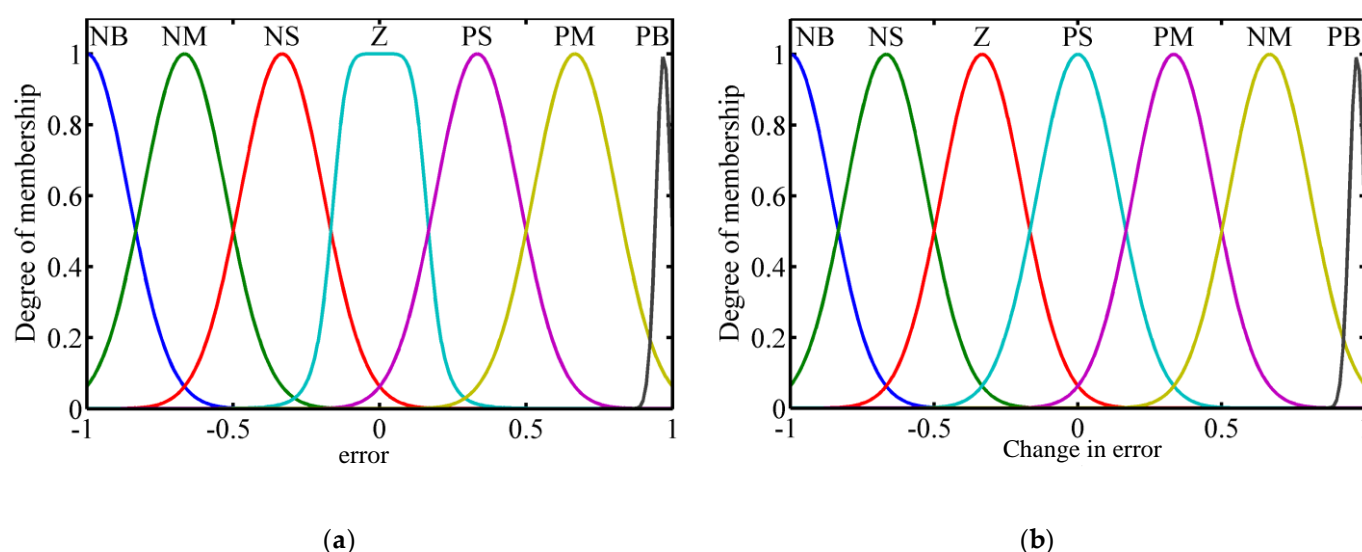 NB NM NS Z PS PM PB
1
0.8
0.6
0.4
0.2
0
Degree of membership
-1 -0.5 0 0.5 1
error
(a)
NB NS Z PS PM NM PB
1
0.8
0.6
0.4
0.2
0
Degree of membership
-1 -0.5 0 0.5 1
Change in error
(b)